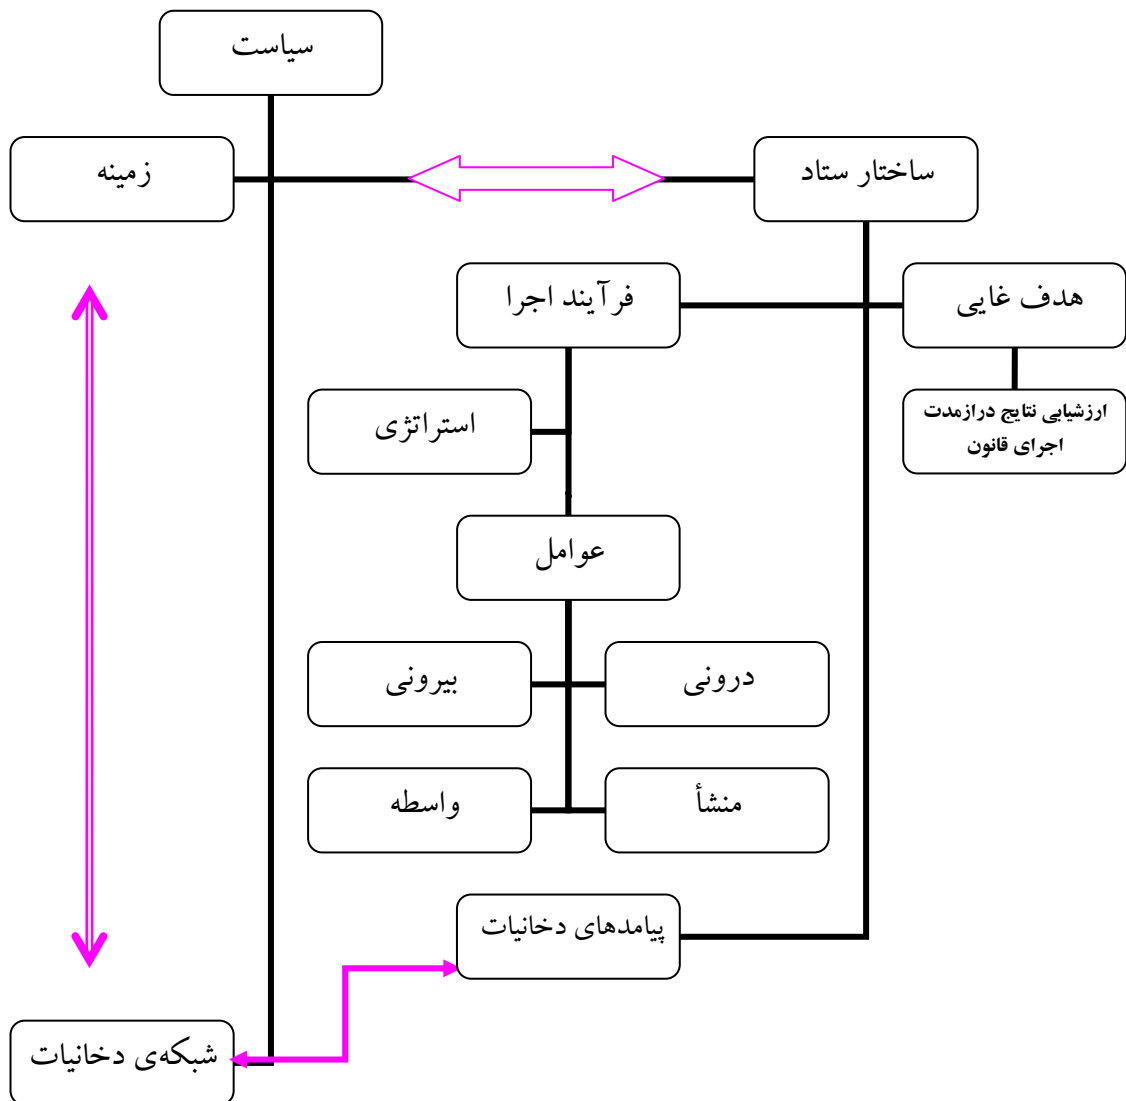 سیاست
ساختار ستاد
زمینه
هدف غایی
فرآیند اجرا
ارزشیابی نتایج درازمدت
اجرای قانون
استراتژی
عوامل
درونی
بیرونی
منشأ
واسطه
پیامدهای دخانیات
شبکه‌ی دخانیات